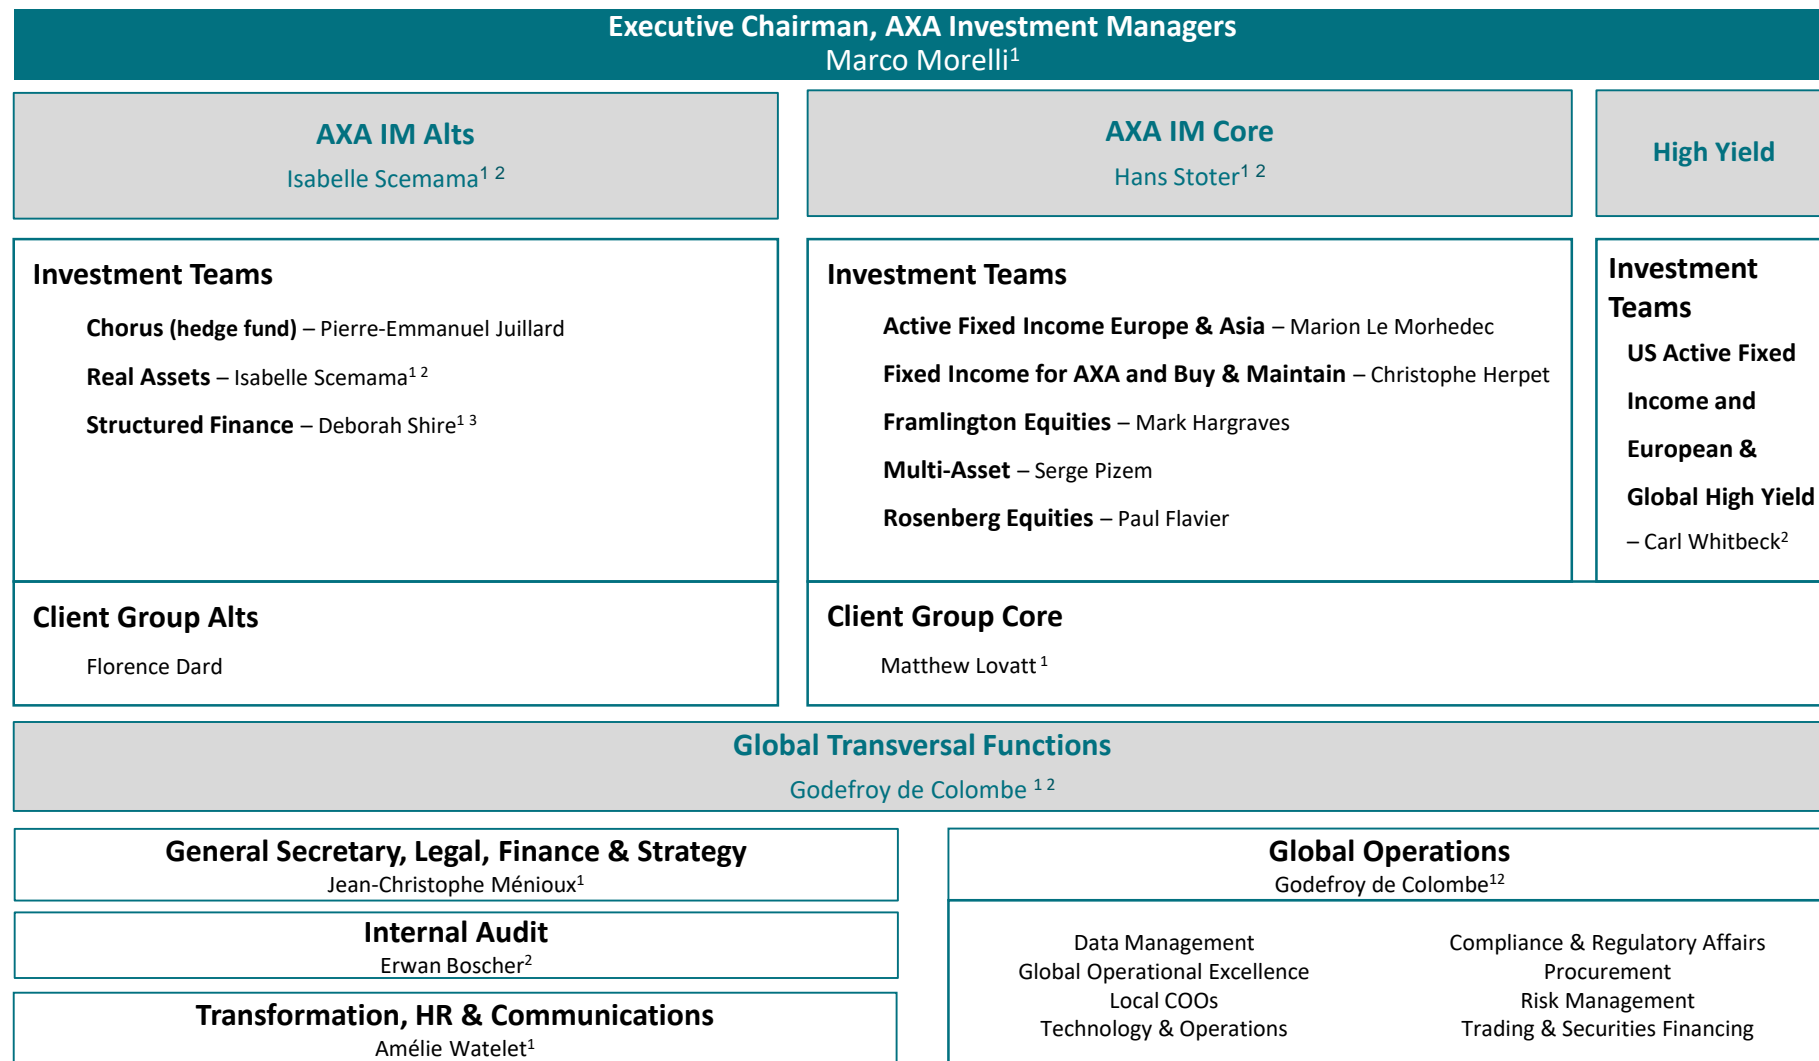 Executive Chairman, AXA Investment Managers
Marco Morelli¹
AXA IM Alts
Isabelle Scemama¹ ²
AXA IM Core
Hans Stoter¹ ²
High Yield
Investment Teams
Chorus (hedge fund) – Pierre-Emmanuel Juillard
Real Assets – Isabelle Scemama¹ ²
Structured Finance – Deborah Shire¹ ³
Investment Teams
Active Fixed Income Europe & Asia – Marion Le Morhedec
Fixed Income for AXA and Buy & Maintain – Christophe Herpet
Framlington Equities – Mark Hargraves
Multi-Asset – Serge Pizem
Rosenberg Equities – Paul Flavier
Investment
Teams
US Active Fixed
Income and
European &
Global High Yield
– Carl Whitbeck²
Client Group Alts
Florence Dard
Client Group Core
Matthew Lovatt ¹
Global Transversal Functions
Godefroy de Colombe ¹ ²
General Secretary, Legal, Finance & Strategy
Jean-Christophe Ménioux¹
Internal Audit
Erwan Boscher²
Transformation, HR & Communications
Amélie Watelet¹
Global Operations
Godefroy de Colombe¹²
Data Management
Global Operational Excellence
Local COOs
Technology & Operations
Compliance & Regulatory Affairs
Procurement
Risk Management
Trading & Securities Financing